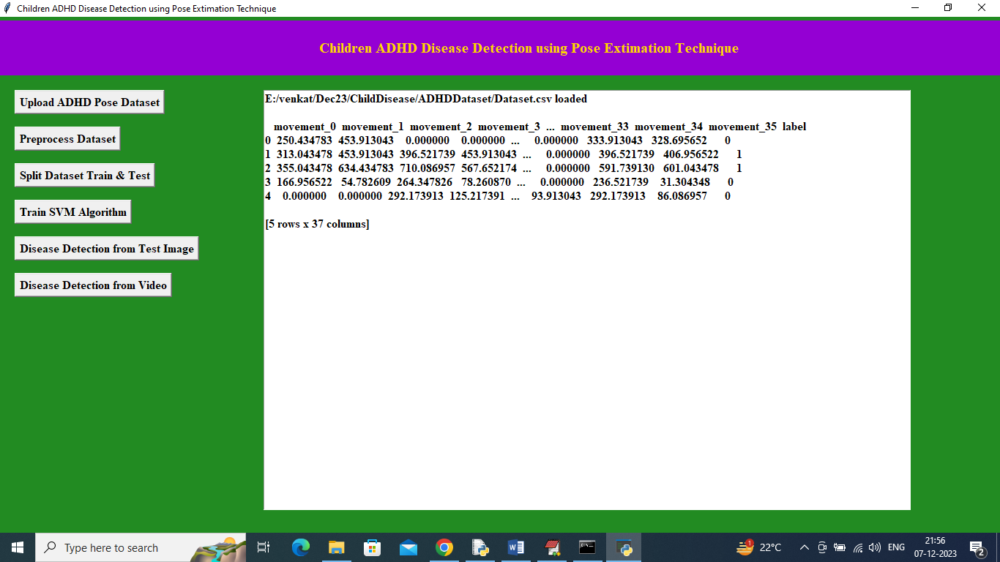 Children ADHD Disease Detection using Pose Extimation Technique
Children ADHD Disease Detection using Pose Extimation Technique
Upload ADHD Pose Dataset
Preprocess Dataset
Split Dataset Train & Test
Train SVM Algorithm
Disease Detection from Test Image
Disease Detection from Video
E:/venkat/Dec23/ChildDisease/ADHDDataset/Dataset.csv loaded
movement_0 movement_1 movement_2 movement_3 ... movement_33 movement_34 movement_35 label
0 250.434783 453.913043 0.000000 0.000000 ... 0.000000 333.913043 328.695652 0
1 313.043478 453.913043 396.521739 453.913043 ... 0.000000 396.521739 406.956522 1
2 355.043478 634.434783 710.086957 567.652174 ... 0.000000 591.739130 601.043478 1
3 166.956522 54.782609 264.347826 78.260870 ... 0.000000 236.521739 31.304348 0
4 0.000000 0.000000 292.173913 125.217391 ... 93.913043 292.173913 86.086957 0
[5 rows x 37 columns]
Type here to search
1
22°C
ENG
21:56
07-12-2023
2